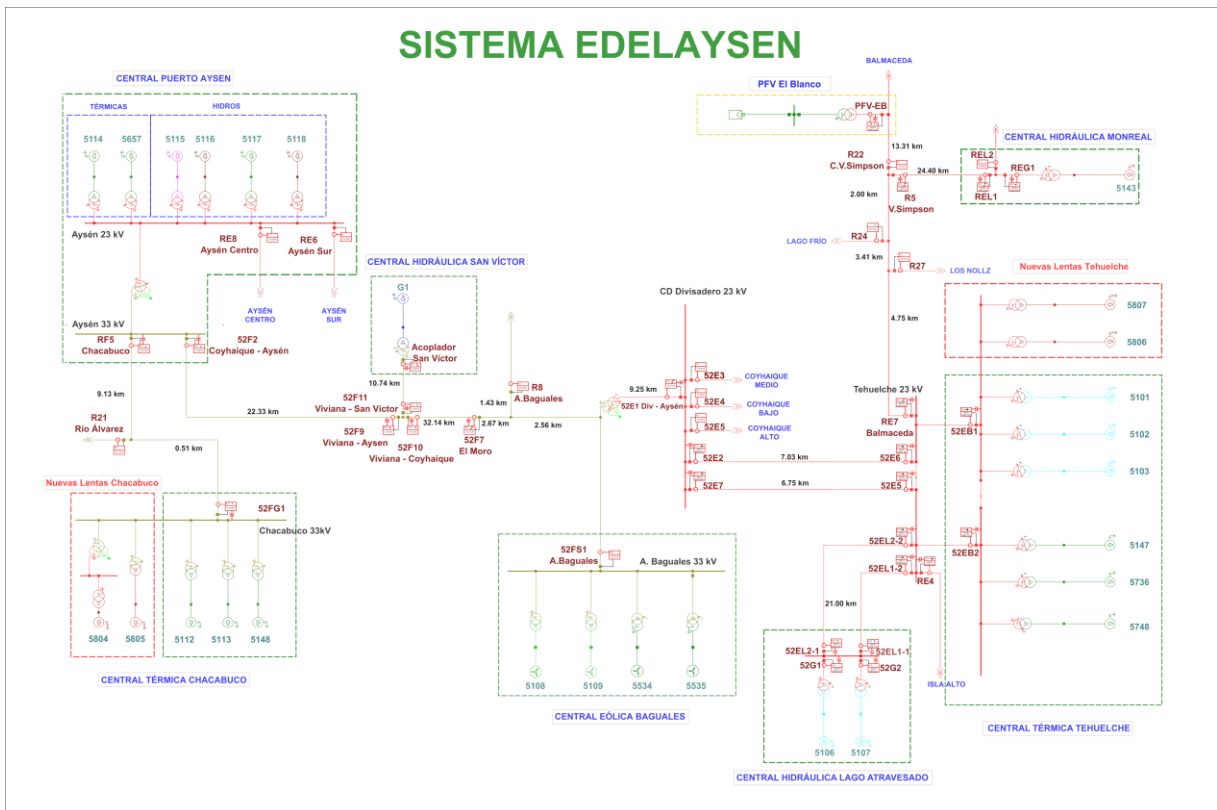 SISTEMA EDELAYSEN
CENTRAL PUERTO AYSEN
TÉRMICAS
HIDROS
5114
5657
5115
5116
5117
5118
Aysén 23 kV
RE8
Aysén Centro
RE6
Aysén Sur
AYSÉN
CENTRO
AYSÉN
SUR
Aysén 33 kV
RF5
Chacabuco
52F2
Coyhaique - Aysén
9.13 km
22.33 km
R21
Río Álvarez
0.51 km
Nuevas Lentas Chacabuco
52FG1
Chacabuco 33kV
5804
5805
5112
5113
5148
CENTRAL TÉRMICA CHACABUCO
CENTRAL HIDRÁULICA SAN VÍCTOR
G1
Acoplador
San Víctor
10.74 km
52F11
Viviana - San Víctor
52F9
Viviana - Aysen
52F10
Viviana - Coyhaique
32.14 km
1.43 km
2.67 km
52F7
El Moro
R8
A.Baguales
2.56 km
52FS1
A.Baguales
A. Baguales 33 kV
5108
5109
5534
5535
CENTRAL EÓLICA BAGUALES
CD Divisadero 23 kV
9.25 km
52E1 Div - Aysén
52E3
COYHAIQUE
MEDIO
52E4
COYHAIQUE
BAJO
52E5
COYHAIQUE
ALTO
52E2
7.03 km
52E6
52E7
6.75 km
52E5
BALMACEDA
PFV El Blanco
PFV-EB
13.31 km
R22
C.V.Simpson
24.40 km
2.00 km
R5
V.Simpson
REL2
REL1
REG1
CENTRAL HIDRÁULICA MONREAL
5143
R24
LAGO FRÍO
3.41 km
R27
LOS NOLLZ
4.75 km
Tehuelche 23 kV
RE7
Balmaceda
52EB1
Nuevas Lentas Tehuelche
5807
5806
5101
5102
5103
52EL2-2
52EB2
52EL1-2
RE4
5147
5736
5748
21.00 km
52EL2-1
52EL1-1
52G1
52G2
ISLA ALTO
5106
5107
CENTRAL HIDRÁULICA LAGO ATRAVESADO
CENTRAL TÉRMICA TEHUELCHE